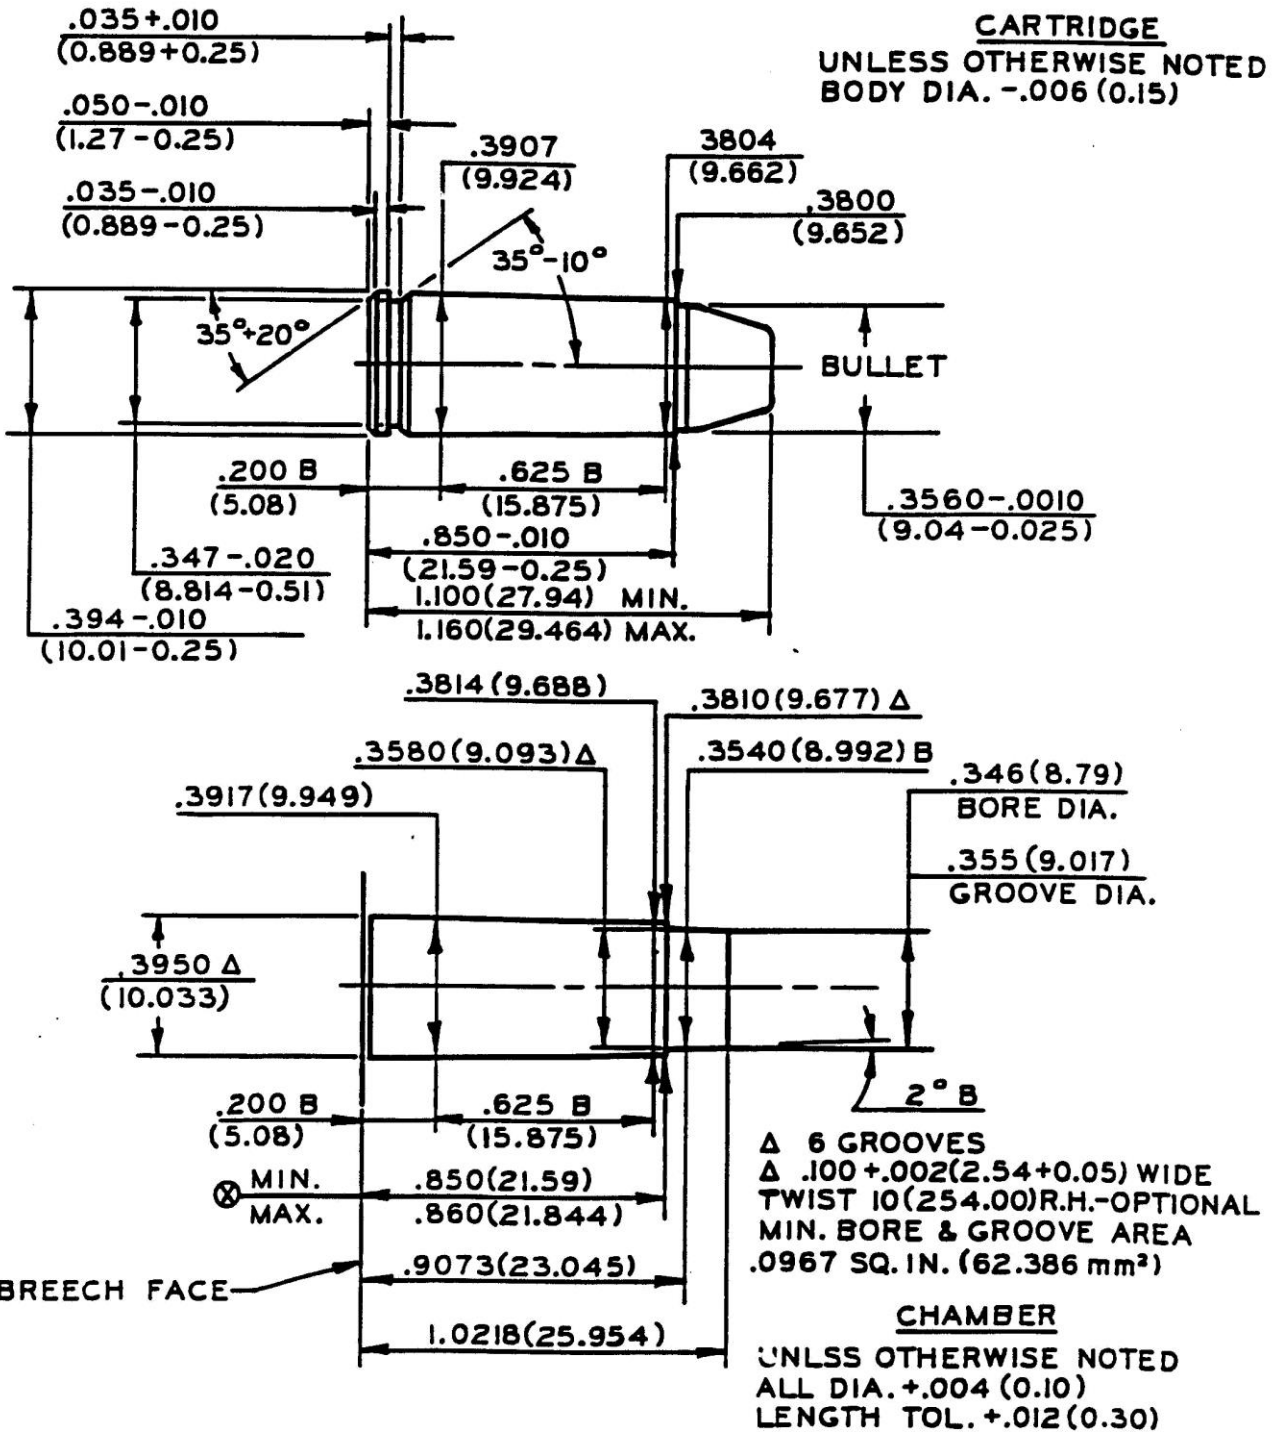 .035+.010
(0.889+0.25)
CARTRIDGE
UNLESS OTHERWISE NOTED
BODY DIA. -.006 (0.15)
.050-.010
(1.27-0.25)
.3907
(9.924)
3804
(9.662)
.035-.010
(0.889-0.25)
.3800
(9.652)
35°-10°
35°+20°
BULLET
.200 B
(5.08)
.625 B
(15.875)
.3560-.0010
(9.04-0.025)
.850-.010
(21.59-0.25)
.347-.020
(8.814-0.51)
1.100(27.94) MIN.
1.160(29.464) MAX.
.394-.010
(10.01-0.25)
.3814(9.688)
.3810(9.677) Δ
.3580(9.093)Δ
.3540(8.992)B
.346(8.79)
BORE DIA.
.3917(9.949)
.355(9.017)
GROOVE DIA.
.3950 Δ
(10.033)
2° B
.200 B
(5.08)
.625 B
(15.875)
Δ 6 GROOVES
Δ .100+.002(2.54+0.05) WIDE
TWIST 10(254.00)R.H.-OPTIONAL
MIN. BORE & GROOVE AREA
.0967 SQ. IN. (62.386 mm²)
⊗ MIN.
MAX.
.850(21.59)
.860(21.844)
.9073(23.045)
BREECH FACE
1.0218(25.954)
CHAMBER
UNLSS OTHERWISE NOTED
ALL DIA. +.004 (0.10)
LENGTH TOL. +.012(0.30)